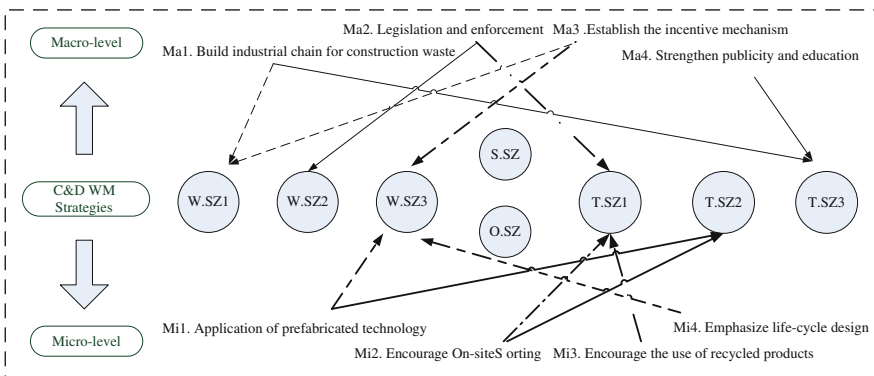 Macro-level
Ma2. Legislation and enforcement
Ma3 .Establish the incentive mechanism
Ma1. Build industrial chain for construction waste
Ma4. Strengthen publicity and education
S.SZ
C&D WM
Strategies
W.SZ1
W.SZ2
W.SZ3
T.SZ1
T.SZ2
T.SZ3
O.SZ
Mi1. Application of prefabricated technology
Mi4. Emphasize life-cycle design
Micro-level
Mi2. Encourage On-siteS orting
Mi3. Encourage the use of recycled products